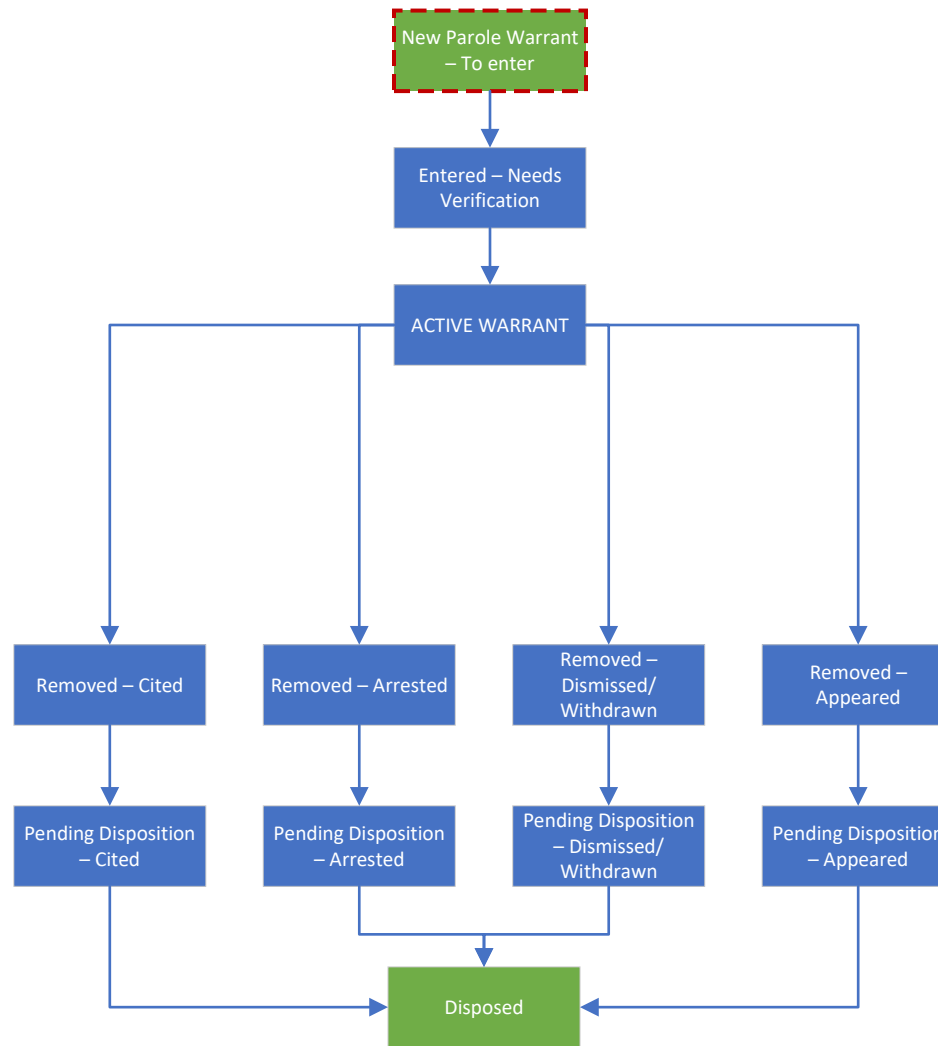 New Parole Warrant
– To enter
Entered – Needs
Verification
ACTIVE WARRANT
Removed – Cited
Removed – Arrested
Removed –
Dismissed/
Withdrawn
Removed –
Appeared
Pending Disposition
– Cited
Pending Disposition
– Arrested
Pending Disposition
– Dismissed/
Withdrawn
Pending Disposition
– Appeared
Disposed